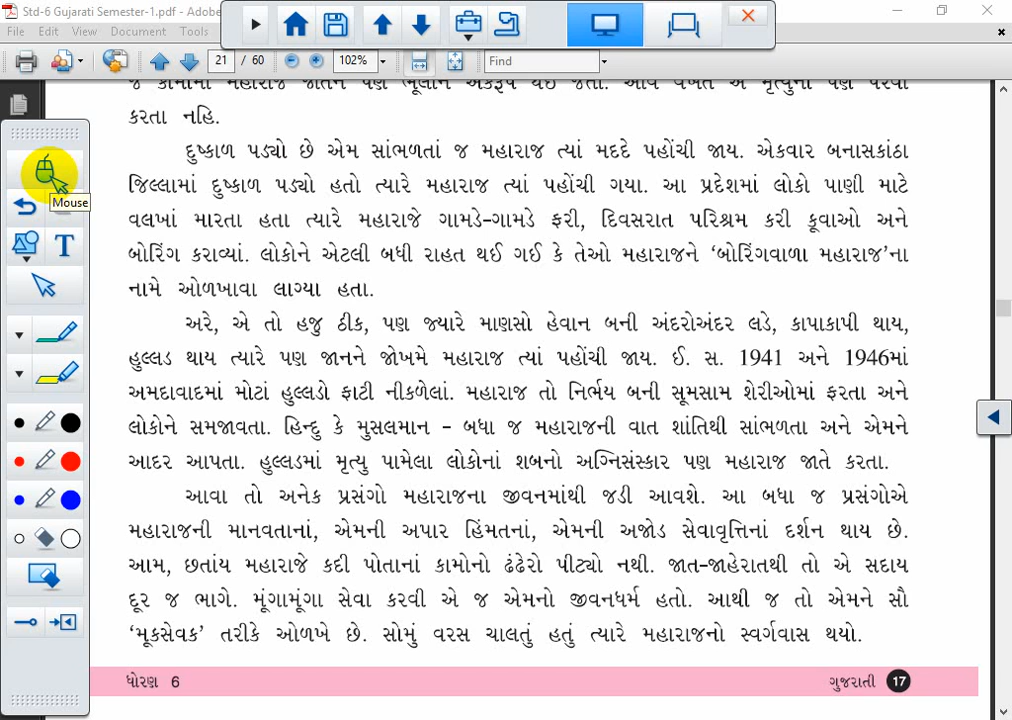 Std-6 Gujarati Semester-1.pdf - Adob
File Edit View Document Tools
21 / 60 102% Find
Mouse
T
કરતા નહિ.
દુષ્કાળ પડ્યો છે એમ સાંભળતાં જ મહારાજ ત્યાં મદદે પહોંચી જાય. એકવાર બનાસકાંઠા
જિલ્લામાં દુષ્કાળ પડ્યો હતો ત્યારે મહારાજ ત્યાં પહોંચી ગયા. આ પ્રદેશમાં લોકો પાણી માટે
વલખાં મારતા હતા ત્યારે મહારાજે ગામડે-ગામડે ફરી, દિવસરાત પરિશ્રમ કરી કૂવાઓ અને
બોરિંગ કરાવ્યાં. લોકોને એટલી બધી રાહત થઈ ગઈ કે તેઓ મહારાજને ‘બોરિંગવાળા મહારાજ’ના
નામે ઓળખાવા લાગ્યા હતા.
અરે, એ તો હજુ ઠીક, પણ જ્યારે માણસો હેવાન બની અંદરોઅંદર લડે, કાપાકાપી થાય,
હુલ્લડ થાય ત્યારે પણ જાનને જોખમે મહારાજ ત્યાં પહોંચી જાય. ઈ. સ. 1941 અને 1946માં
અમદાવાદમાં મોટાં હુલ્લડો ફાટી નીકળેલાં. મહારાજ તો નિર્ભય બની સૂમસામ શેરીઓમાં ફરતા અને
લોકોને સમજાવતા. હિન્દુ કે મુસલમાન - બધા જ મહારાજની વાત શાંતિથી સાંભળતા અને એમને
આદર આપતા. હુલ્લડમાં મૃત્યુ પામેલા લોકોનાં શબનો અગ્નિસંસ્કાર પણ મહારાજ જાતે કરતા.
આવા તો અનેક પ્રસંગો મહારાજના જીવનમાંથી જડી આવશે. આ બધા જ પ્રસંગોએ
મહારાજની માનવતાનાં, એમની અપાર હિંમતનાં, એમની અજોડ સેવાવૃત્તિનાં દર્શન થાય છે.
આમ, છતાંય મહારાજે કદી પોતાનાં કામોનો ઢંઢેરો પીટ્યો નથી. જાત-જાહેરાતથી તો એ સદાય
દૂર જ ભાગે. મૂંગામૂંગા સેવા કરવી એ જ એમનો જીવનધર્મ હતો. આથી જ તો એમને સૌ
‘મૂકસેવક’ તરીકે ઓળખે છે. સોમું વરસ ચાલતું હતું ત્યારે મહારાજનો સ્વર્ગવાસ થયો.
ધોરણ 6 ગુજરાતી 17